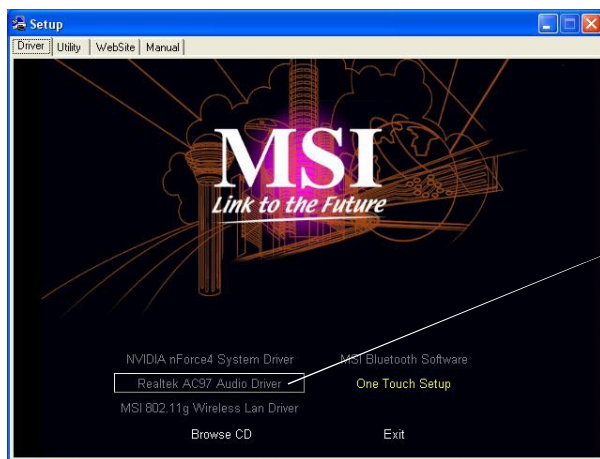 Setup
Driver Utility WebSite Manual
MSI
Link to the Future
NVIDIA nForce4 System Driver MSI Bluetooth Software
Realtek AC97 Audio Driver One Touch Setup
MSI 802.11g Wireless Lan Driver
Browse CD Exit